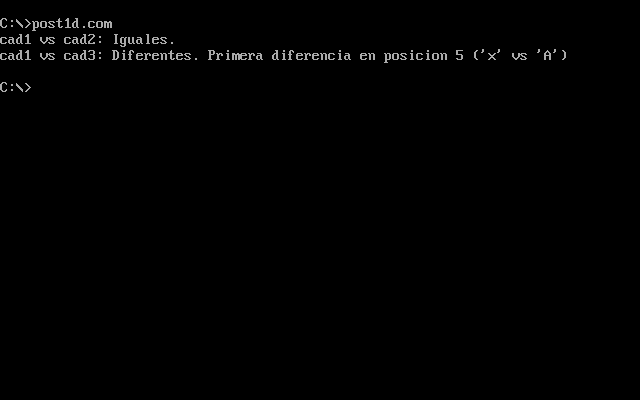 C:\>post1d.com
cad1 vs cad2: Iguales.
cad1 vs cad3: Diferentes. Primera diferencia en posicion 5 ('x' vs 'A')
C:\>